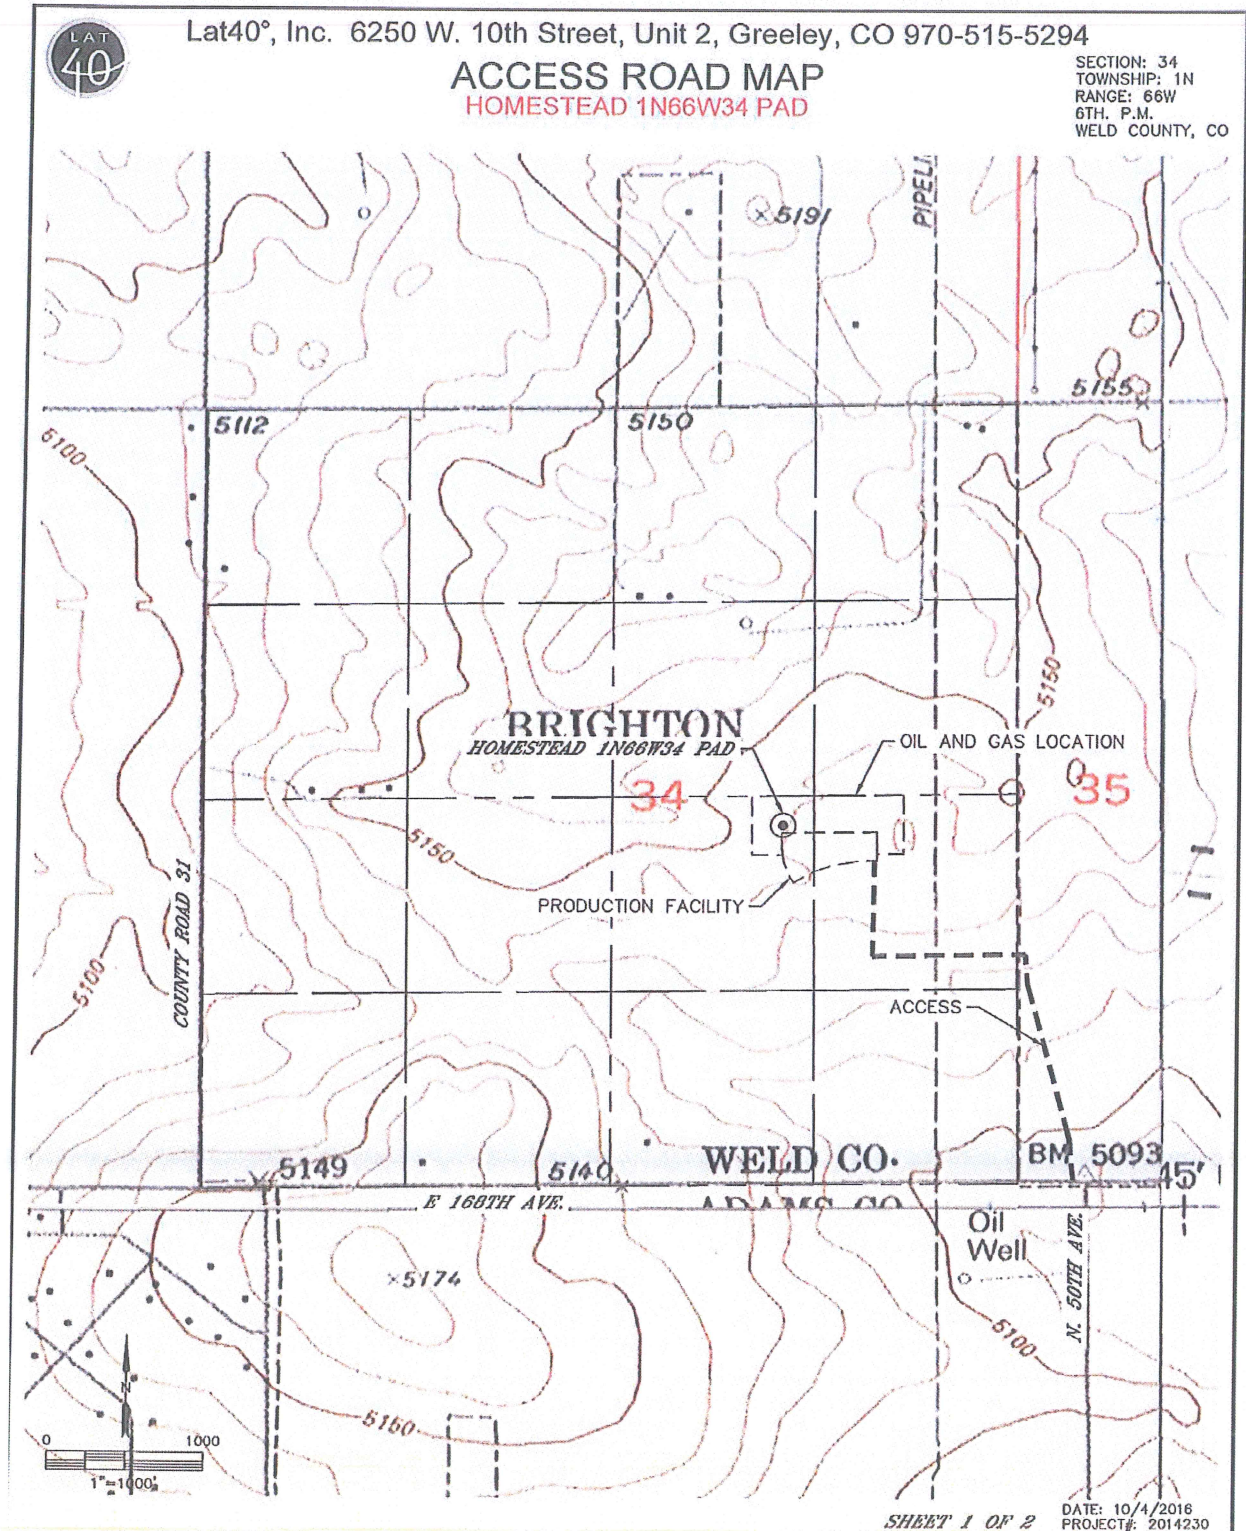 LAT
40
Lat40°, Inc. 6250 W. 10th Street, Unit 2, Greeley, CO 970-515-5294
ACCESS ROAD MAP
HOMESTEAD 1N66W34 PAD
SECTION: 34
TOWNSHIP: 1N
RANGE: 66W
6TH. P.M.
WELD COUNTY, CO
5191
PIPELI
5155
5112
5150
5100
5150
BRIGHTON
HOMESTEAD 1N66W34 PAD
OIL AND GAS LOCATION
34
35
5150
COUNTY ROAD 31
PRODUCTION FACILITY
5100
ACCESS
5149
5140
WELD CO.
BM 5093
45'
E 168TH AVE.
ADAMS CO
Oil
Well
5174
N. 50TH AVE.
5100
5150
N
0 1000
1"=1000'
SHEET 1 OF 2
DATE: 10/4/2016
PROJECT#: 2014230